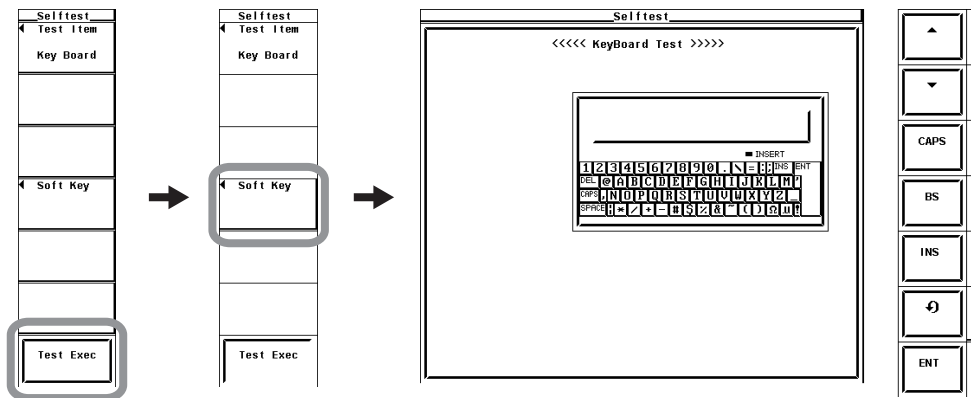 Selftest
Test Item
Key Board
Soft Key
Test Exec
Selftest
Test Item
Key Board
Soft Key
Test Exec
Selftest
<<<<< KeyBoard Test >>>>>
INSERT
1 2 3 4 5 6 7 8 9 0 . \ = : ; INS ENT
DEL @ A B C D E F G H I J K L M '
CAPS , N O P Q R S T U V W X Y Z _
SPACE ¦ * / + - # $ % & ~ ( ) Ω µ !
CAPS
BS
INS
ENT